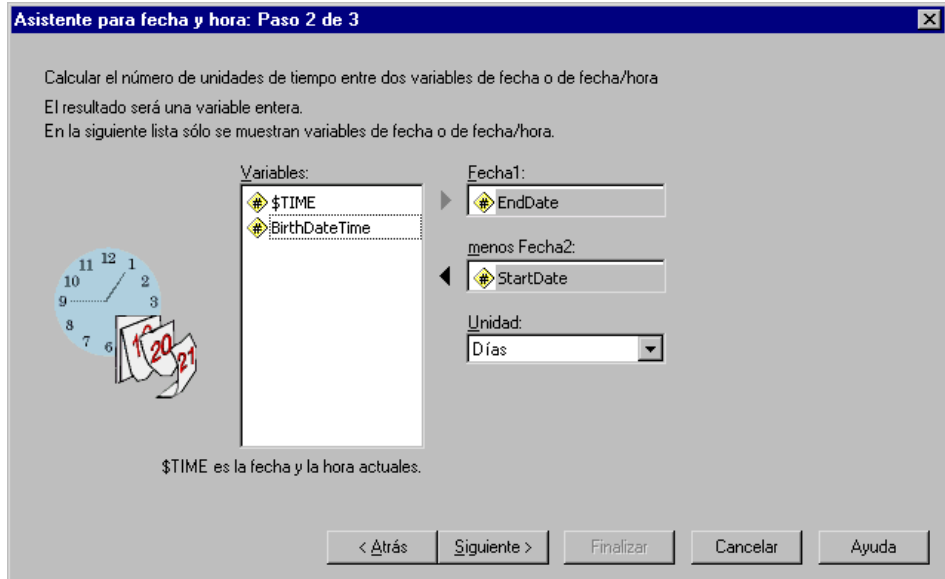 Asistente para fecha y hora: Paso 2 de 3
Calcular el número de unidades de tiempo entre dos variables de fecha o de fecha/hora
El resultado será una variable entera.
En la siguiente lista sólo se muestran variables de fecha o de fecha/hora.
Variables:
$TIME
BirthDateTime
Fecha1:
EndDate
menos Fecha2:
StartDate
Unidad:
Días
11 12 1
10 2
9 3
8
7 6
19 20 21
$TIME es la fecha y la hora actuales.
< Atrás Siguiente > Finalizar Cancelar Ayuda